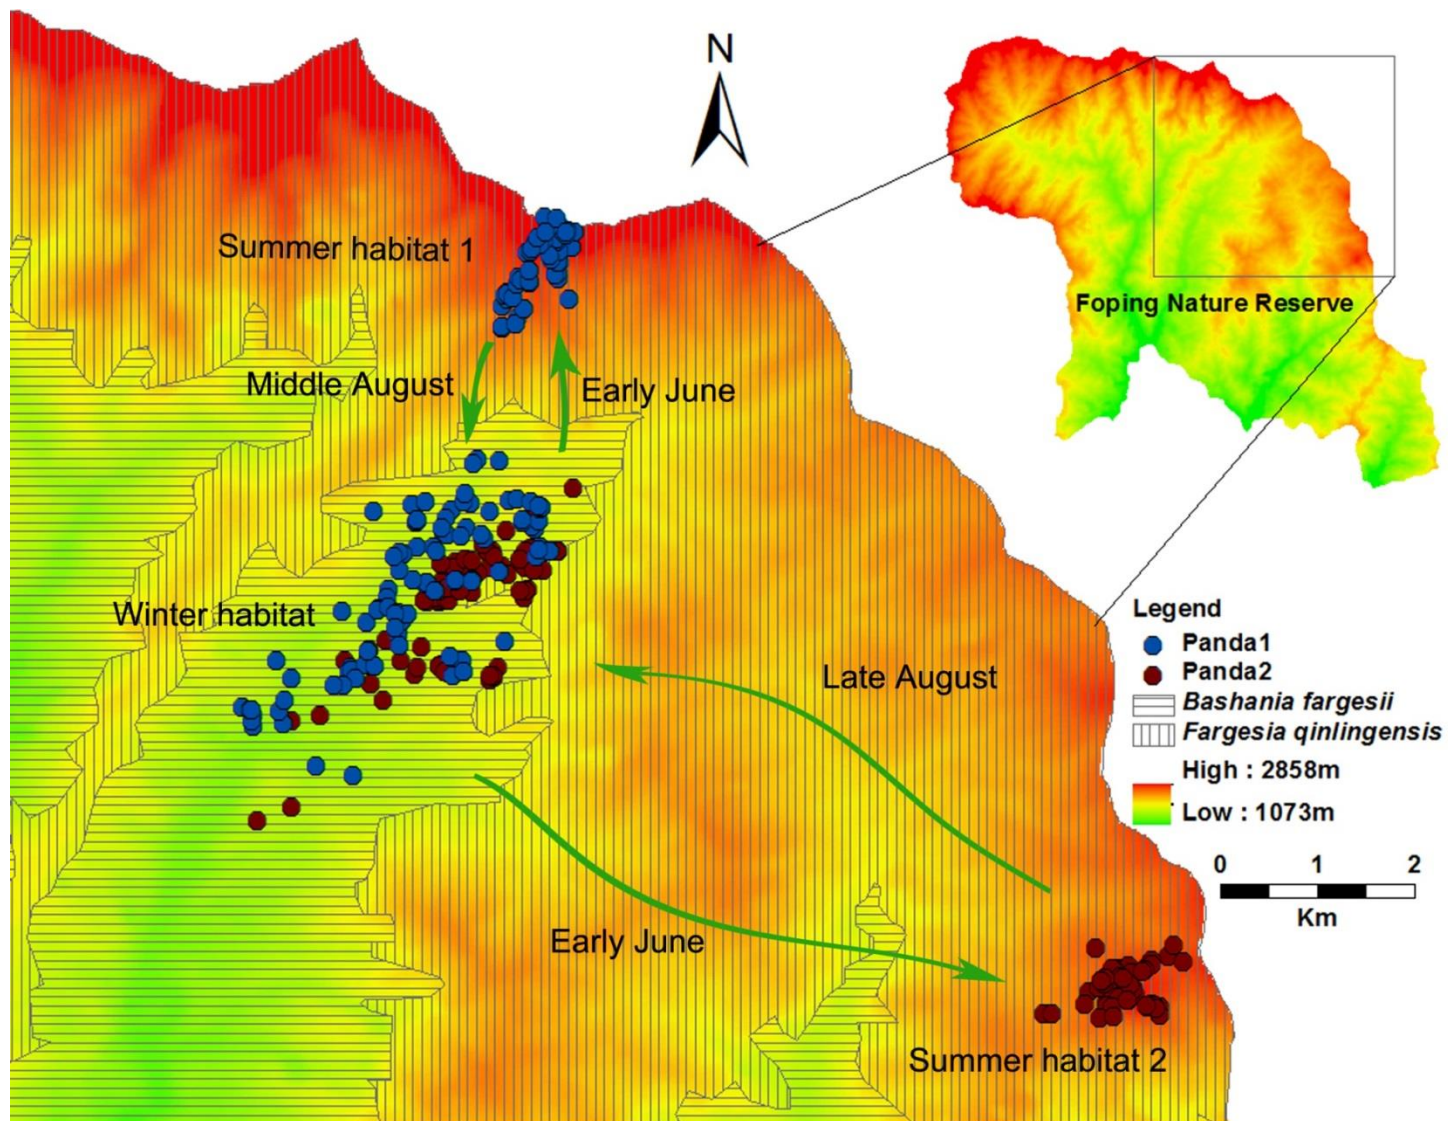 N
Summer habitat 1
Foping Nature Reserve
Middle August
Early June
Winter habitat
Legend
Panda1
Panda2
Bashania fargesii
Fargesia qinlingensis
High : 2858m
Low : 1073m
Late August
0 1 2
Km
Early June
Summer habitat 2